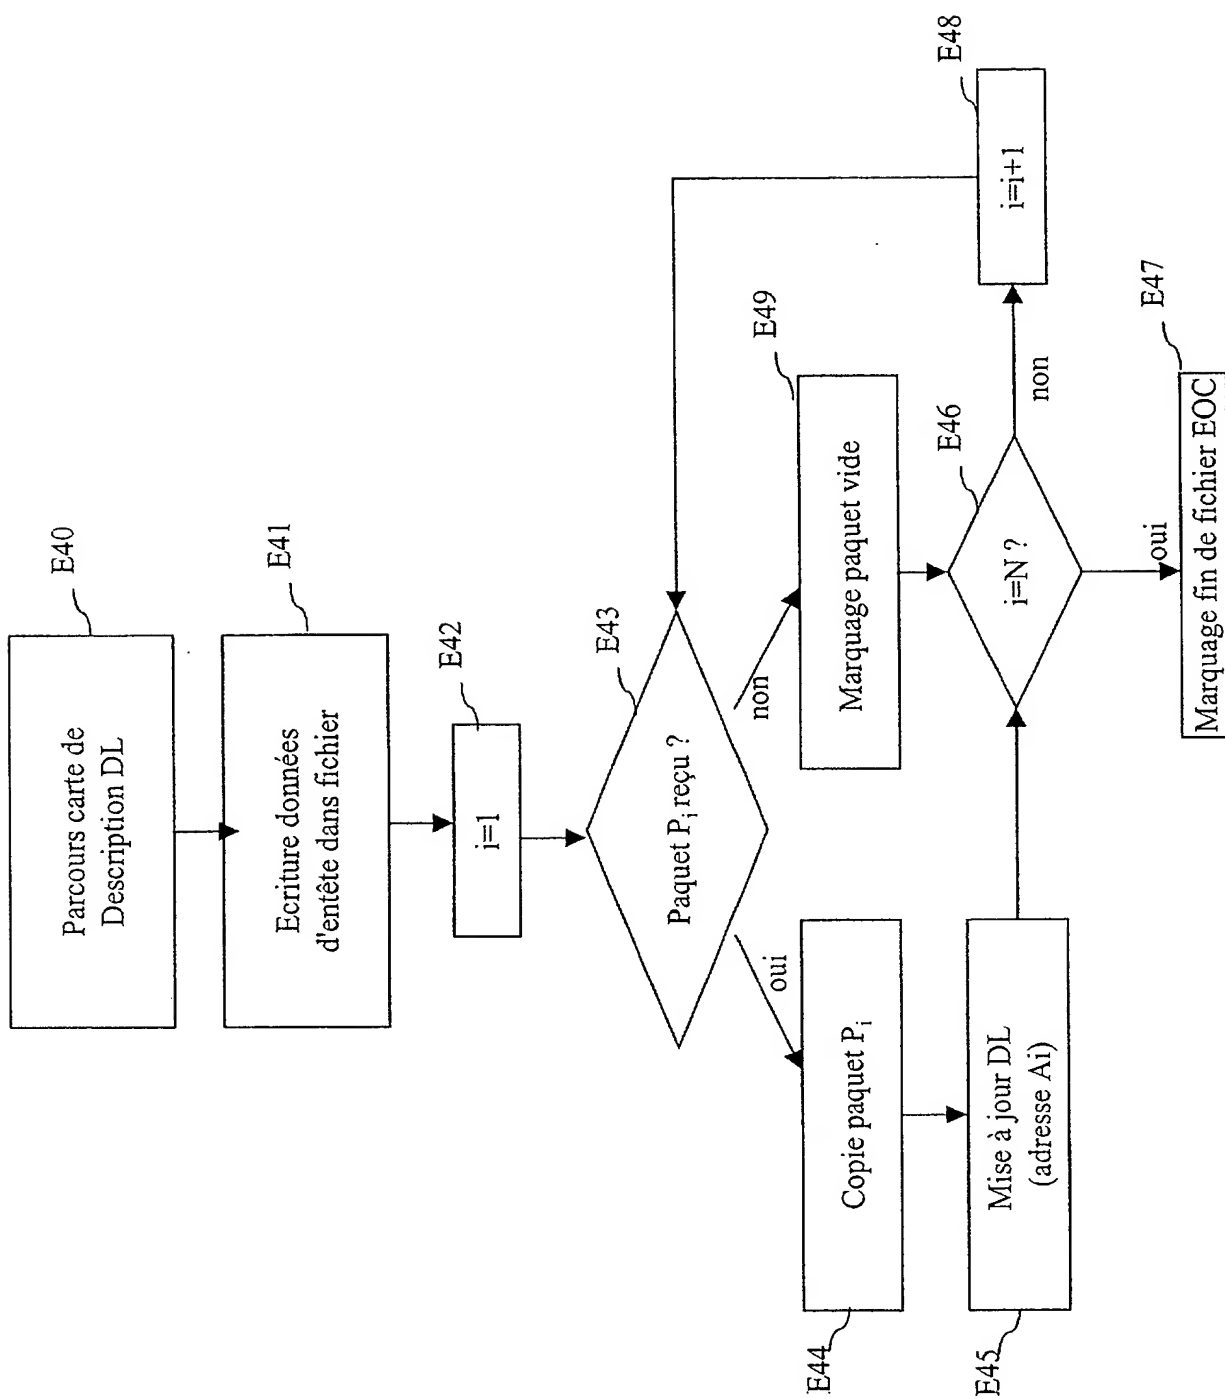 E40
Parcours carte de
Description DL
E41
Ecriture données
d'entête dans fichier
E42
i=1
E43
Paquet Pi reçu ?
oui
non
E44
Copie paquet Pi
E49
Marquage paquet vide
E45
Mise à jour DL
(adresse Ai)
E46
i=N ?
non
E48
i=i+1
oui
E47
Marquage fin de fichier EOC